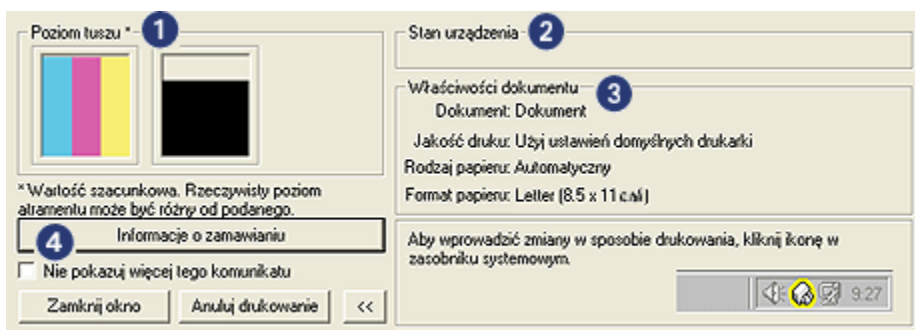 Poziom tuszu * 1
* Wartość szacunkowa. Rzeczywisty poziom
atramentu może być różny od podanego.
4 Informacje o zamawianiu
Nie pokazuj więcej tego komunikatu
Zamknij okno Anuluj drukowanie <<
Stan urządzenia 2
Właściwości dokumentu 3
Dokument: Dokument
Jakość druku: Użyj ustawień domyślnych drukarki
Rodzaj papieru: Automatyczny
Format papieru: Letter (8.5 x 11 cali)
Aby wprowadzić zmiany w sposobie drukowania, kliknij ikonę w
zasobniku systemowym.
9:27